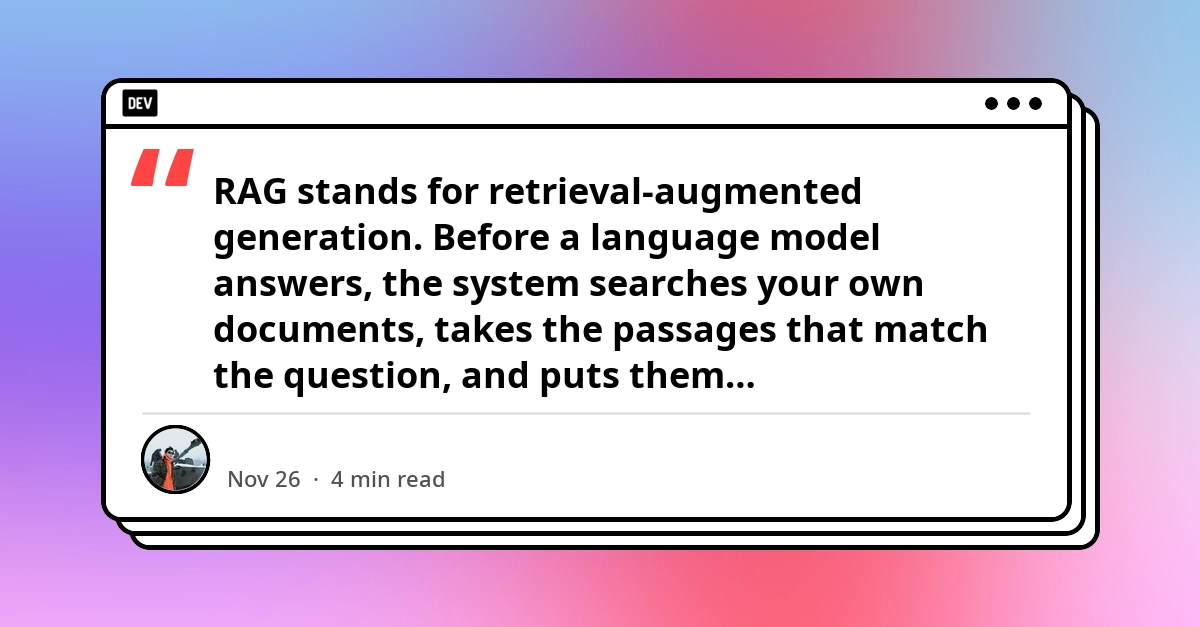 DEV
“
RAG stands for retrieval-augmented
generation. Before a language model
answers, the system searches your own
documents, takes the passages that match
the question, and puts them...
Nov 26 · 4 min read